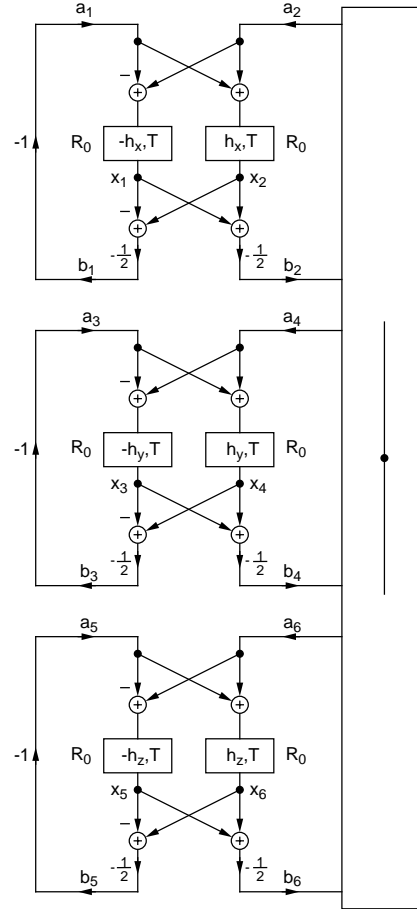 a1 a2
–
+ +
-1 R0 -hx,T hx,T R0
x1 x2
–
+ +
-1/2 -1/2
b1 b2
a3 a4
–
+ +
-1 R0 -hy,T hy,T R0
x3 x4
–
+ +
-1/2 -1/2
b3 b4
a5 a6
–
+ +
-1 R0 -hz,T hz,T R0
x5 x6
–
+ +
-1/2 -1/2
b5 b6